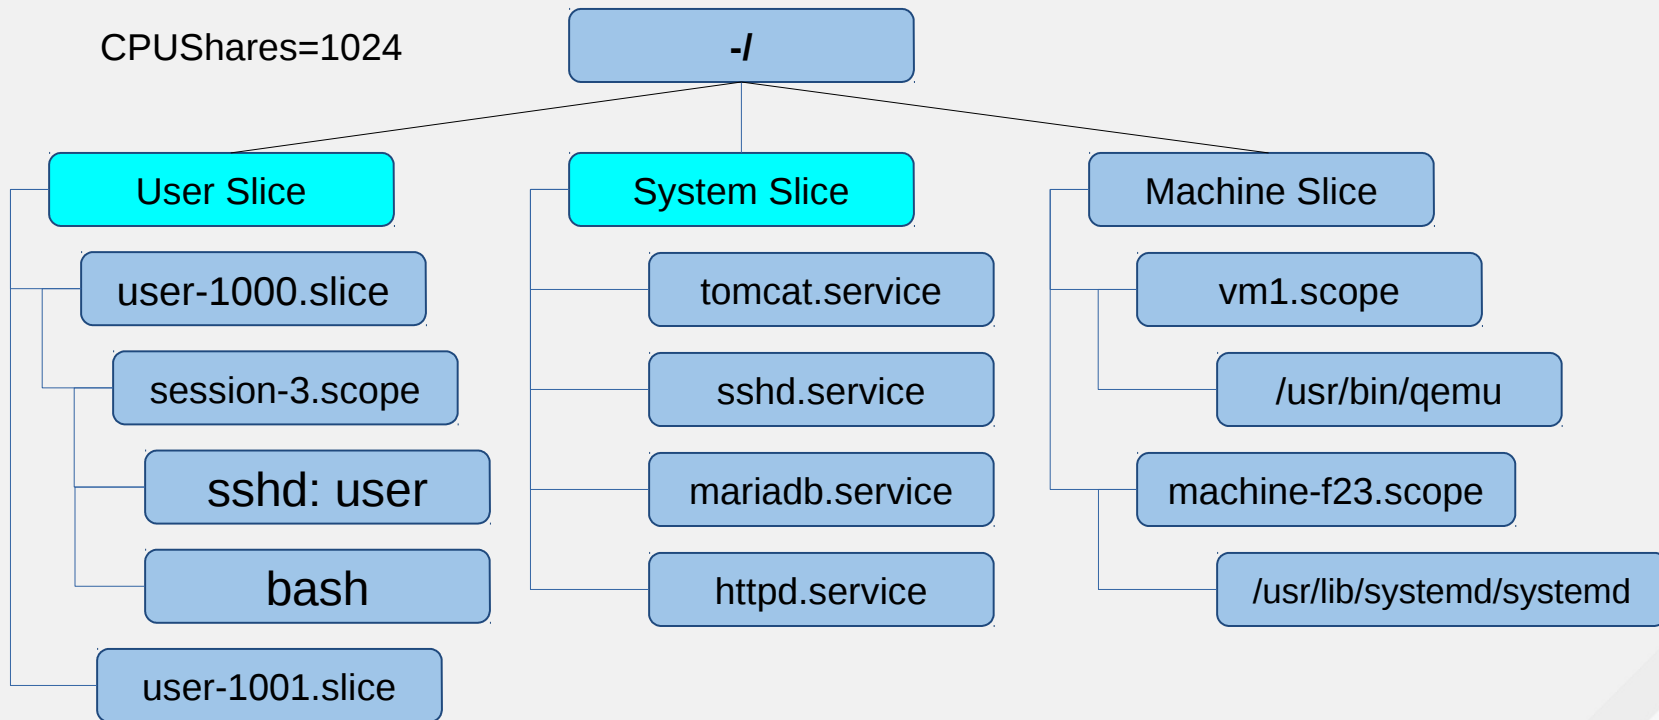 CPUShares=1024
-/
User Slice
user-1000.slice
session-3.scope
sshd: user
bash
user-1001.slice
System Slice
tomcat.service
sshd.service
mariadb.service
httpd.service
Machine Slice
vm1.scope
/usr/bin/qemu
machine-f23.scope
/usr/lib/systemd/systemd